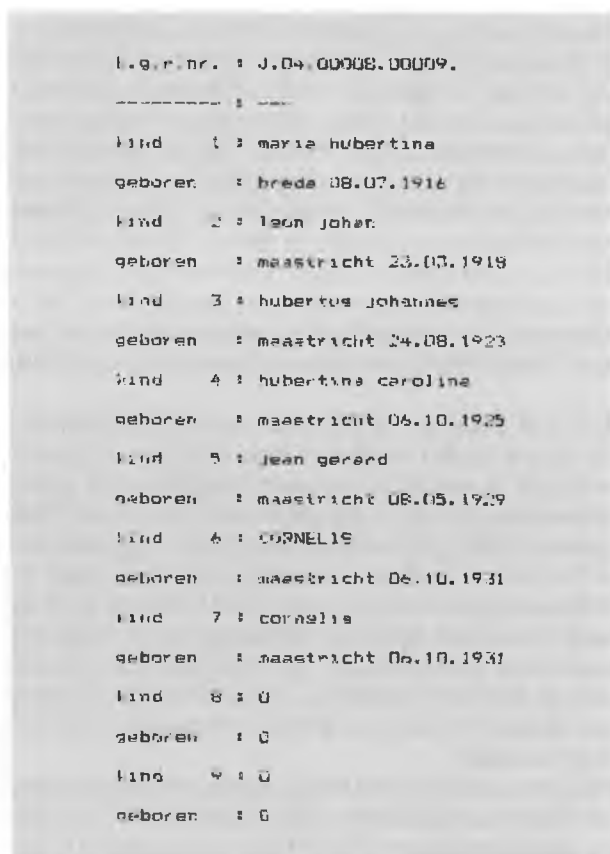 k.g.r.nr. : J.04.00008.00009.
--------- : ---
kind 1 : maria hubertina
geboren : breda 08.07.1916
kind 2 : leon johan
geboren : maastricht 23.03.1918
kind 3 : hubertus johannes
geboren : maastricht 24.08.1923
kind 4 : hubertina carolina
geboren : maastricht 06.10.1925
kind 5 : jean gerard
geboren : maastricht 08.05.1929
kind 6 : CORNELIS
geboren : maastricht 06.10.1931
kind 7 : cornelis
geboren : maastricht 06.10.1931
kind 8 : 0
geboren : 0
kind 9 : 0
geboren : 0